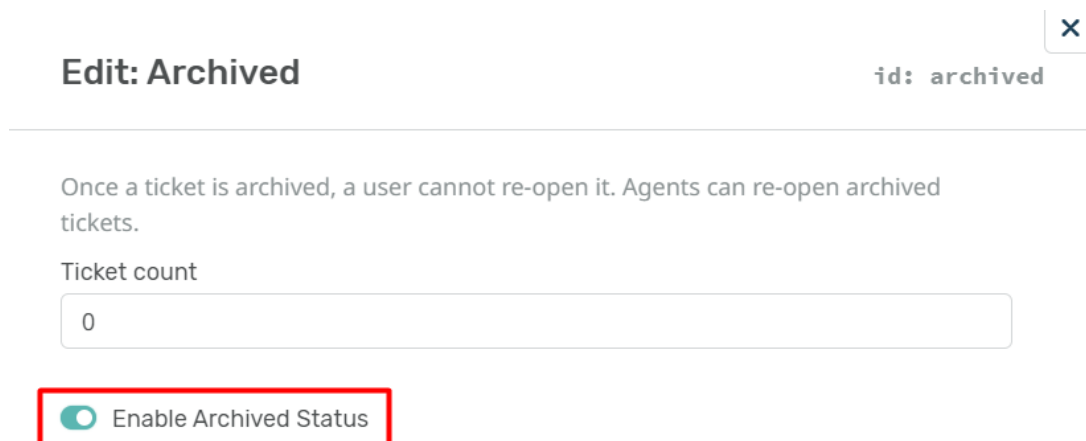 Edit: Archived
id: archived
Once a ticket is archived, a user cannot re-open it. Agents can re-open archived
tickets.
Ticket count
0
Enable Archived Status